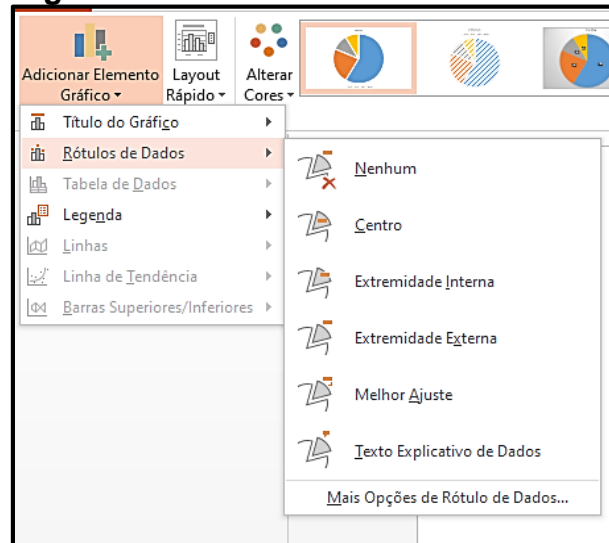 Adicionar Elemento
Gráfico
Layout
Rápido
Alterar
Cores
Título do Gráfico
Rótulos de Dados
Tabela de Dados
Legenda
Linhas
Linha de Tendência
Barras Superiores/Inferiores
Nenhum
Centro
Extremidade Interna
Extremidade Externa
Melhor Ajuste
Texto Explicativo de Dados
Mais Opções de Rótulo de Dados...